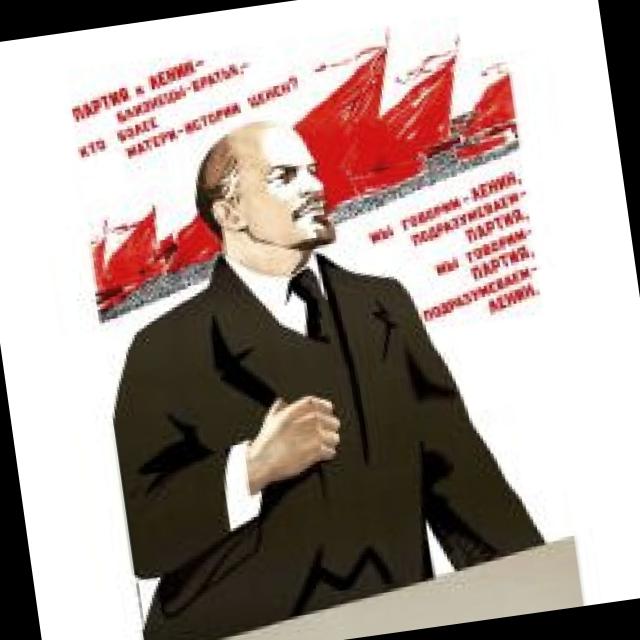 ПАРТИЯ и ЛЕНИН-
БЛИЗНЕЦЫ-БРАТЬЯ,-
КТО БОЛЕЕ
МАТЕРИ-ИСТОРИИ ЦЕНЕН?
МЫ ГОВОРИМ-ЛЕНИН,
ПОДРАЗУМЕВАЕМ-
ПАРТИЯ,
МЫ ГОВОРИМ-
ПАРТИЯ,
ПОДРАЗУМЕВАЕМ-
ЛЕНИН.